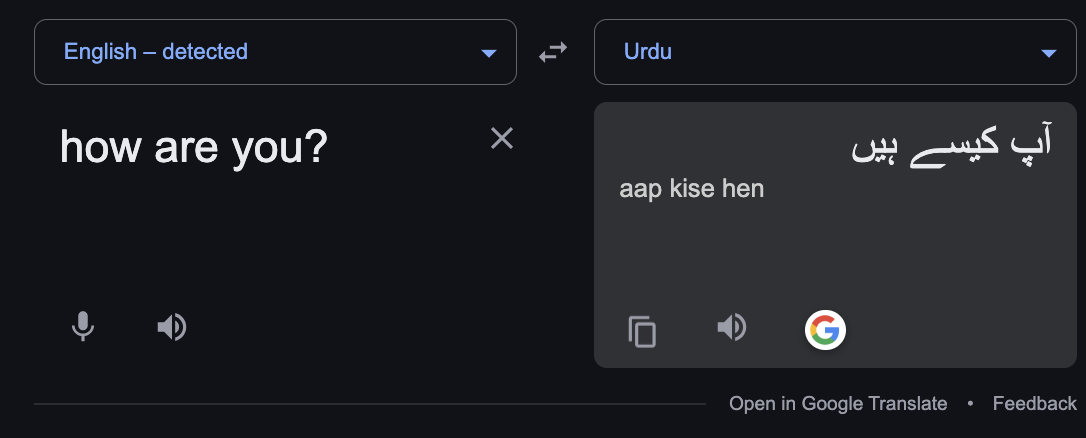 English – detected
Urdu
how are you?
آپ کیسے ہیں
aap kise hen
Open in Google Translate • Feedback